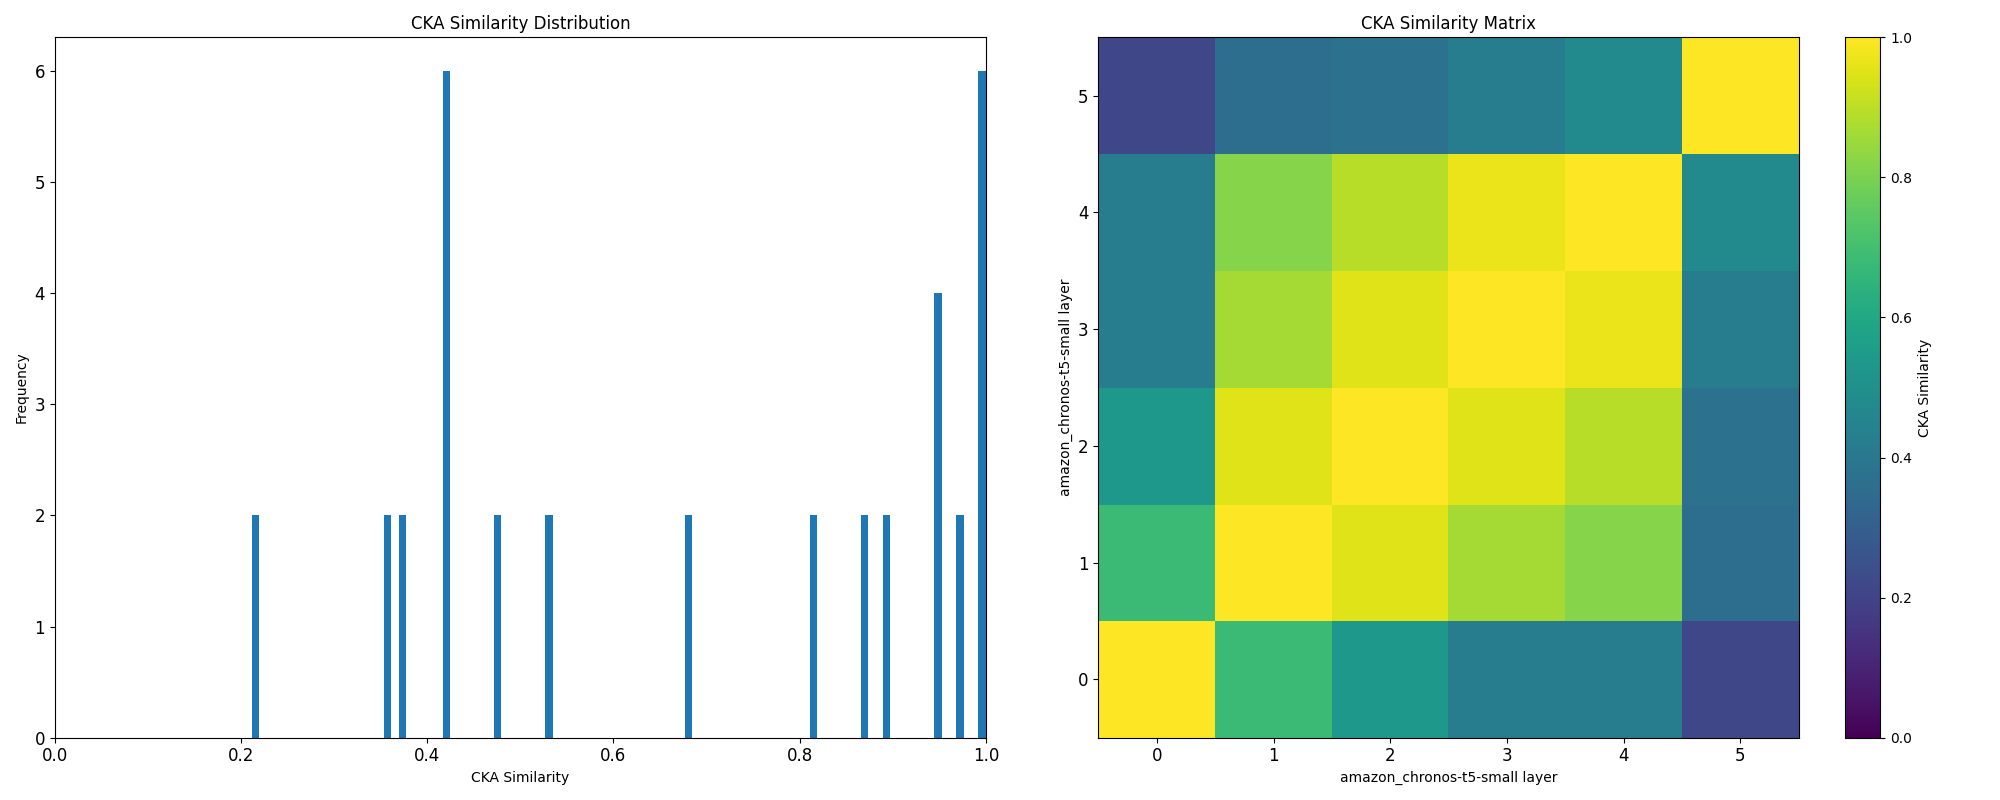 CKA Similarity Distribution
6
5
4
3
2
1
0
Frequency
0.0 0.2 0.4 0.6 0.8 1.0
CKA Similarity
CKA Similarity Matrix
5
4
3
2
1
0
amazon_chronos-t5-small layer
0 1 2 3 4 5
amazon_chronos-t5-small layer
1.0
0.8
0.6
0.4
0.2
0.0
CKA Similarity